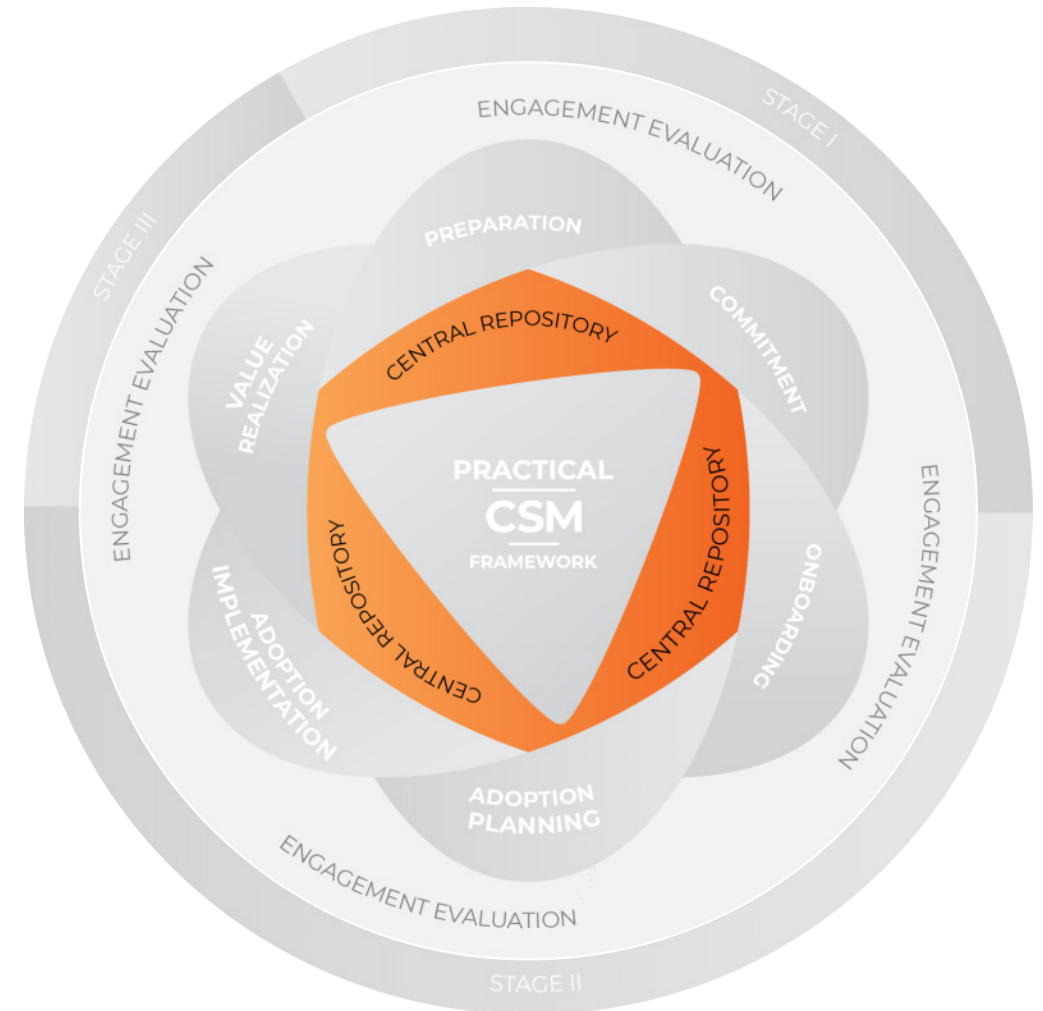 STAGE I
ENGAGEMENT EVALUATION
PREPARATION
COMMITMENT
STAGE III
ENGAGEMENT EVALUATION
VALUE
REALIZATION
CENTRAL REPOSITORY
PRACTICAL
CSM
FRAMEWORK
CENTRAL REPOSITORY
CENTRAL REPOSITORY
ENGAGEMENT EVALUATION
ONBOARDING
ADOPTION
IMPLEMENTATION
ADOPTION
PLANNING
ENGAGEMENT EVALUATION
STAGE II